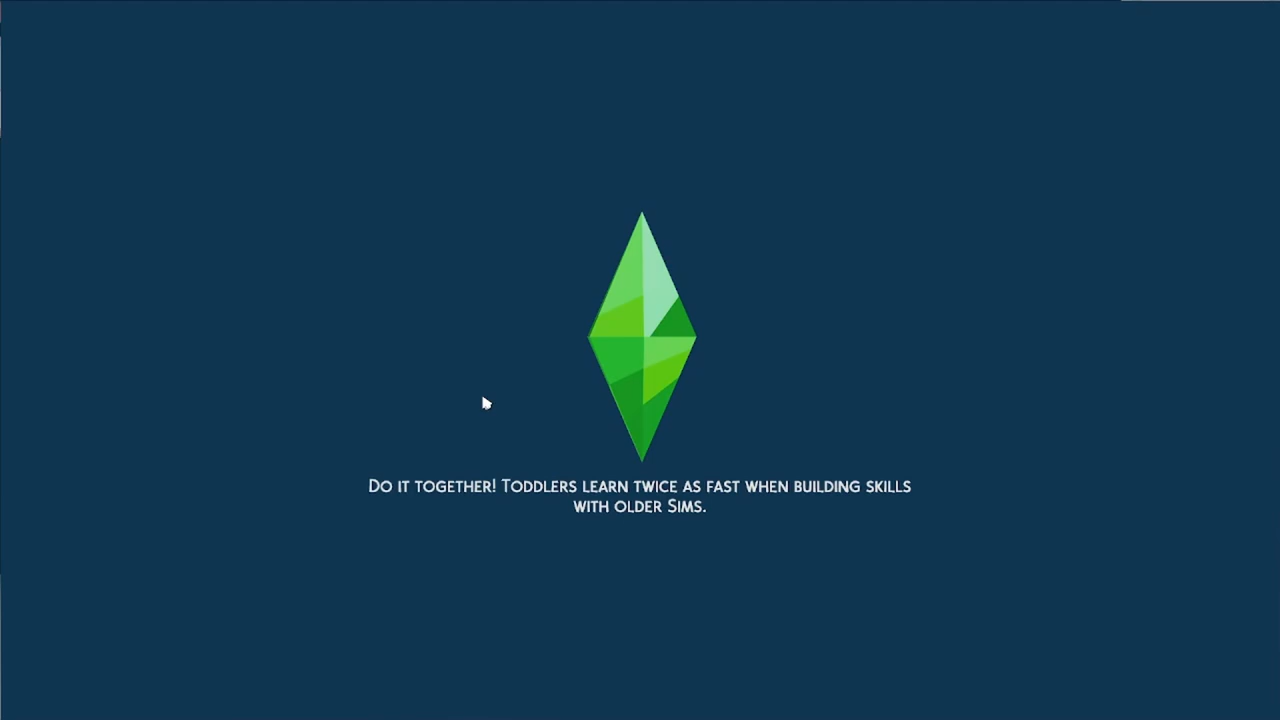 Do it together! Toddlers learn twice as fast when building skills
with older Sims.